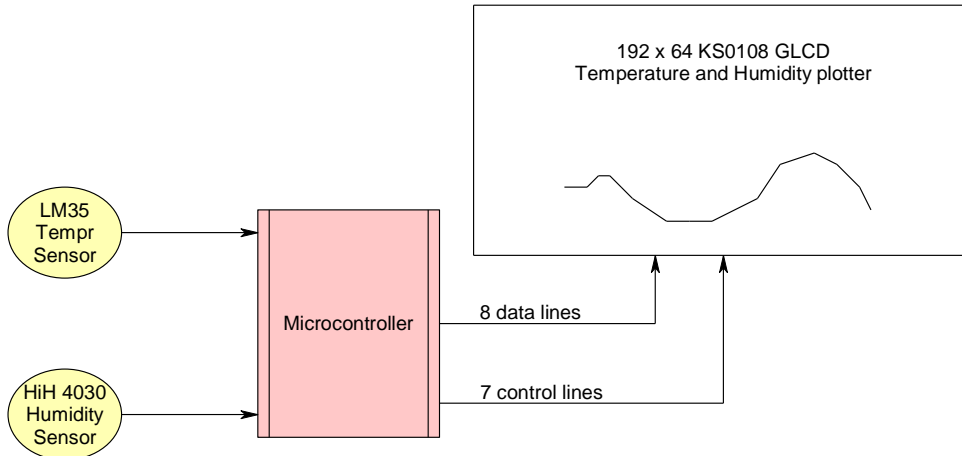 192 x 64 KS0108 GLCD
Temperature and Humidity plotter
LM35
Tempr
Sensor
Microcontroller
8 data lines
HiH 4030
Humidity
Sensor
7 control lines